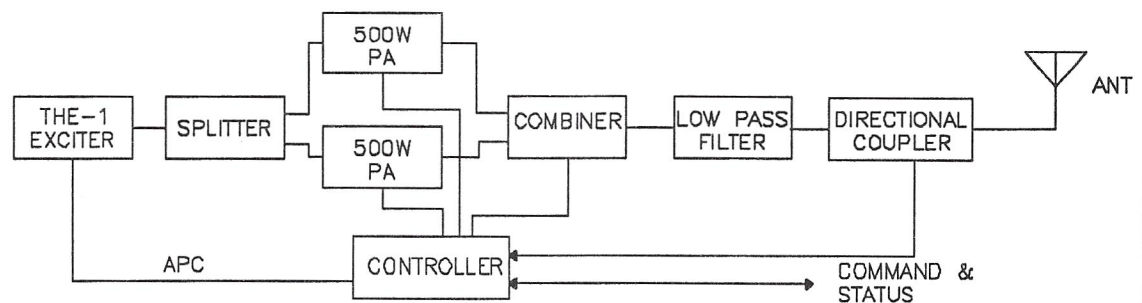 500W
PA
THE-1
EXCITER
SPLITTER
500W
PA
COMBINER
LOW PASS
FILTER
DIRECTIONAL
COUPLER
ANT
APC
CONTROLLER
COMMAND &
STATUS